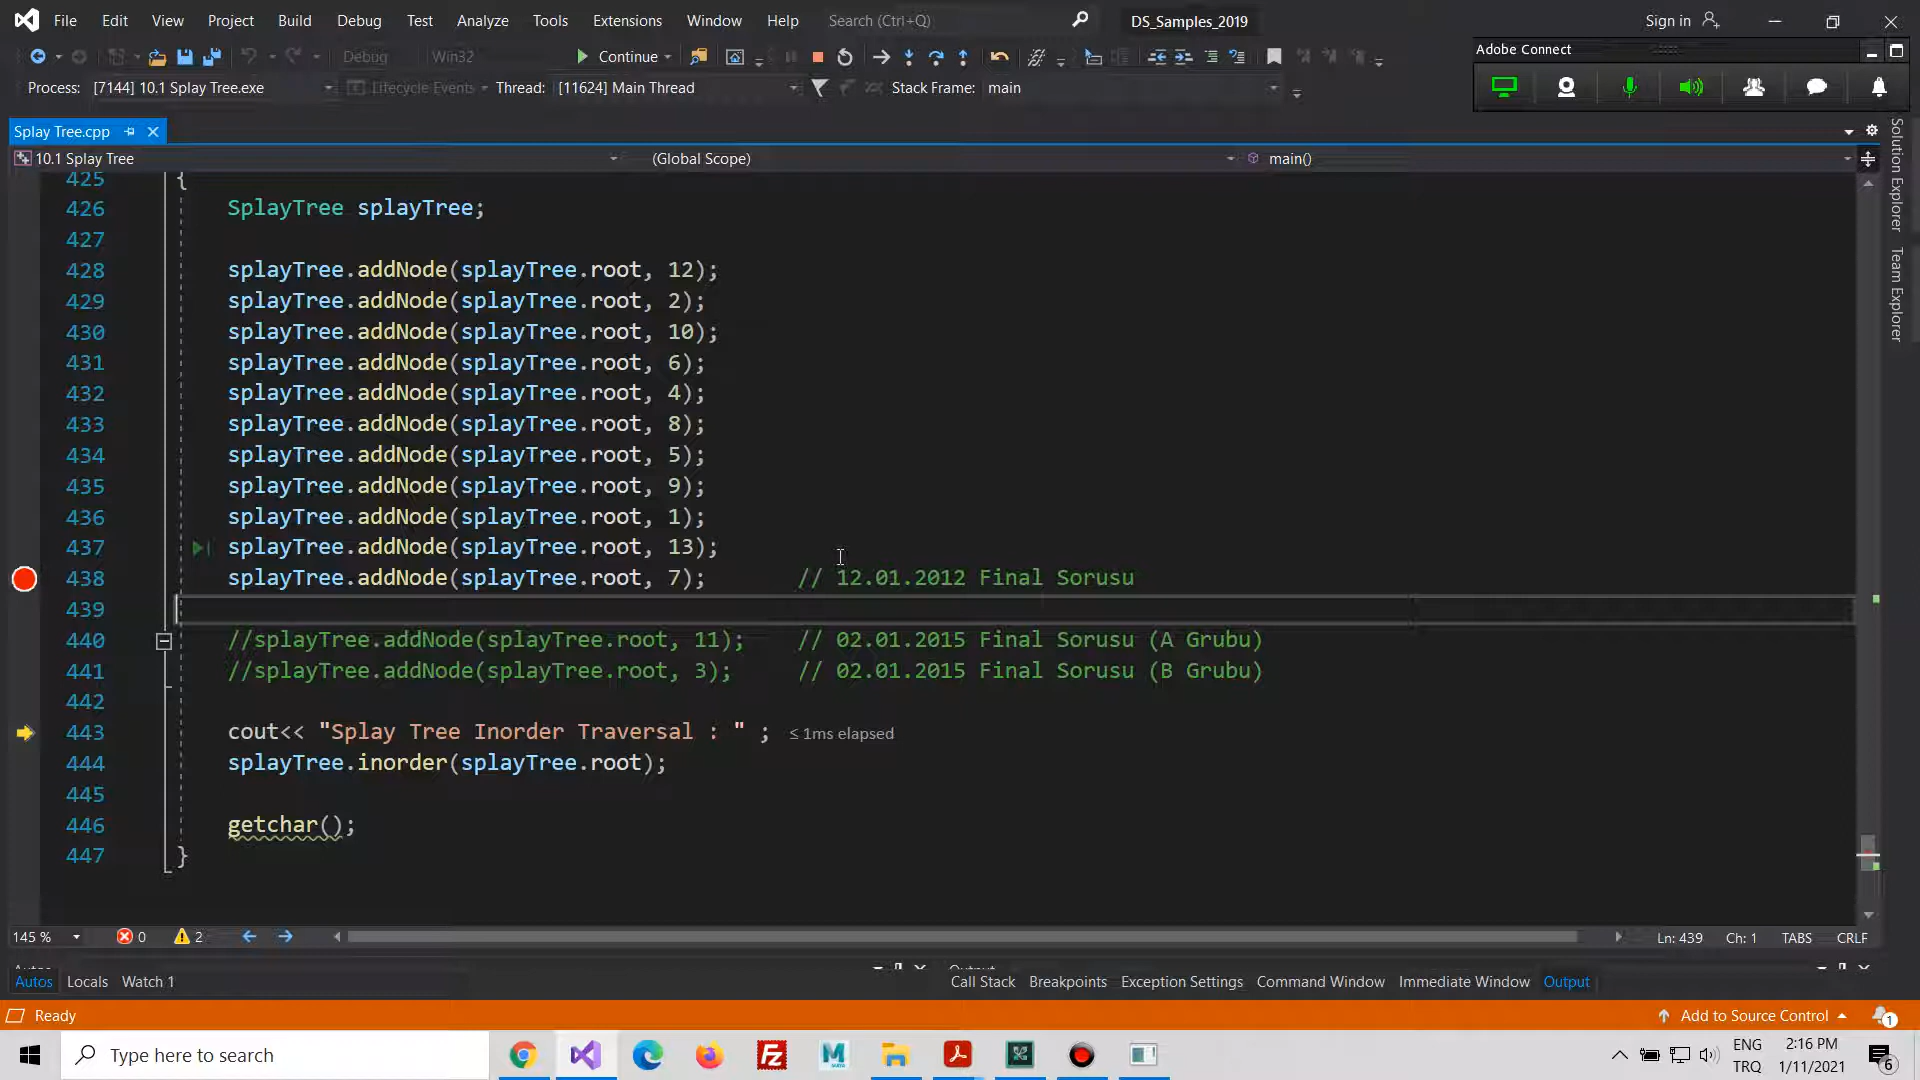 File Edit View Project Build Debug Test Analyze Tools Extensions Window Help Search (Ctrl+Q) DS_Samples_2019 Sign in
Adobe Connect
Debug Win32 Continue
Process: [7144] 10.1 Splay Tree.exe Lifecycle Events Thread: [11624] Main Thread Stack Frame: main
Splay Tree.cpp
10.1 Splay Tree (Global Scope) main()
Solution Explorer
Team Explorer
425 {
426 SplayTree splayTree;
427
428 splayTree.addNode(splayTree.root, 12);
429 splayTree.addNode(splayTree.root, 2);
430 splayTree.addNode(splayTree.root, 10);
431 splayTree.addNode(splayTree.root, 6);
432 splayTree.addNode(splayTree.root, 4);
433 splayTree.addNode(splayTree.root, 8);
434 splayTree.addNode(splayTree.root, 5);
435 splayTree.addNode(splayTree.root, 9);
436 splayTree.addNode(splayTree.root, 1);
437 splayTree.addNode(splayTree.root, 13);
438 splayTree.addNode(splayTree.root, 7); // 12.01.2012 Final Sorusu
439
440 //splayTree.addNode(splayTree.root, 11); // 02.01.2015 Final Sorusu (A Grubu)
441 //splayTree.addNode(splayTree.root, 3); // 02.01.2015 Final Sorusu (B Grubu)
442
443 cout<< "Splay Tree Inorder Traversal : " ; ≤ 1ms elapsed
444 splayTree.inorder(splayTree.root);
445
446 getchar();
447 }
145 % 0 2 Ln: 439 Ch: 1 TABS CRLF
Autos Locals Watch 1 Call Stack Breakpoints Exception Settings Command Window Immediate Window Output
Ready Add to Source Control 1
Type here to search ENG 2:16 PM
TRQ 1/11/2021 6